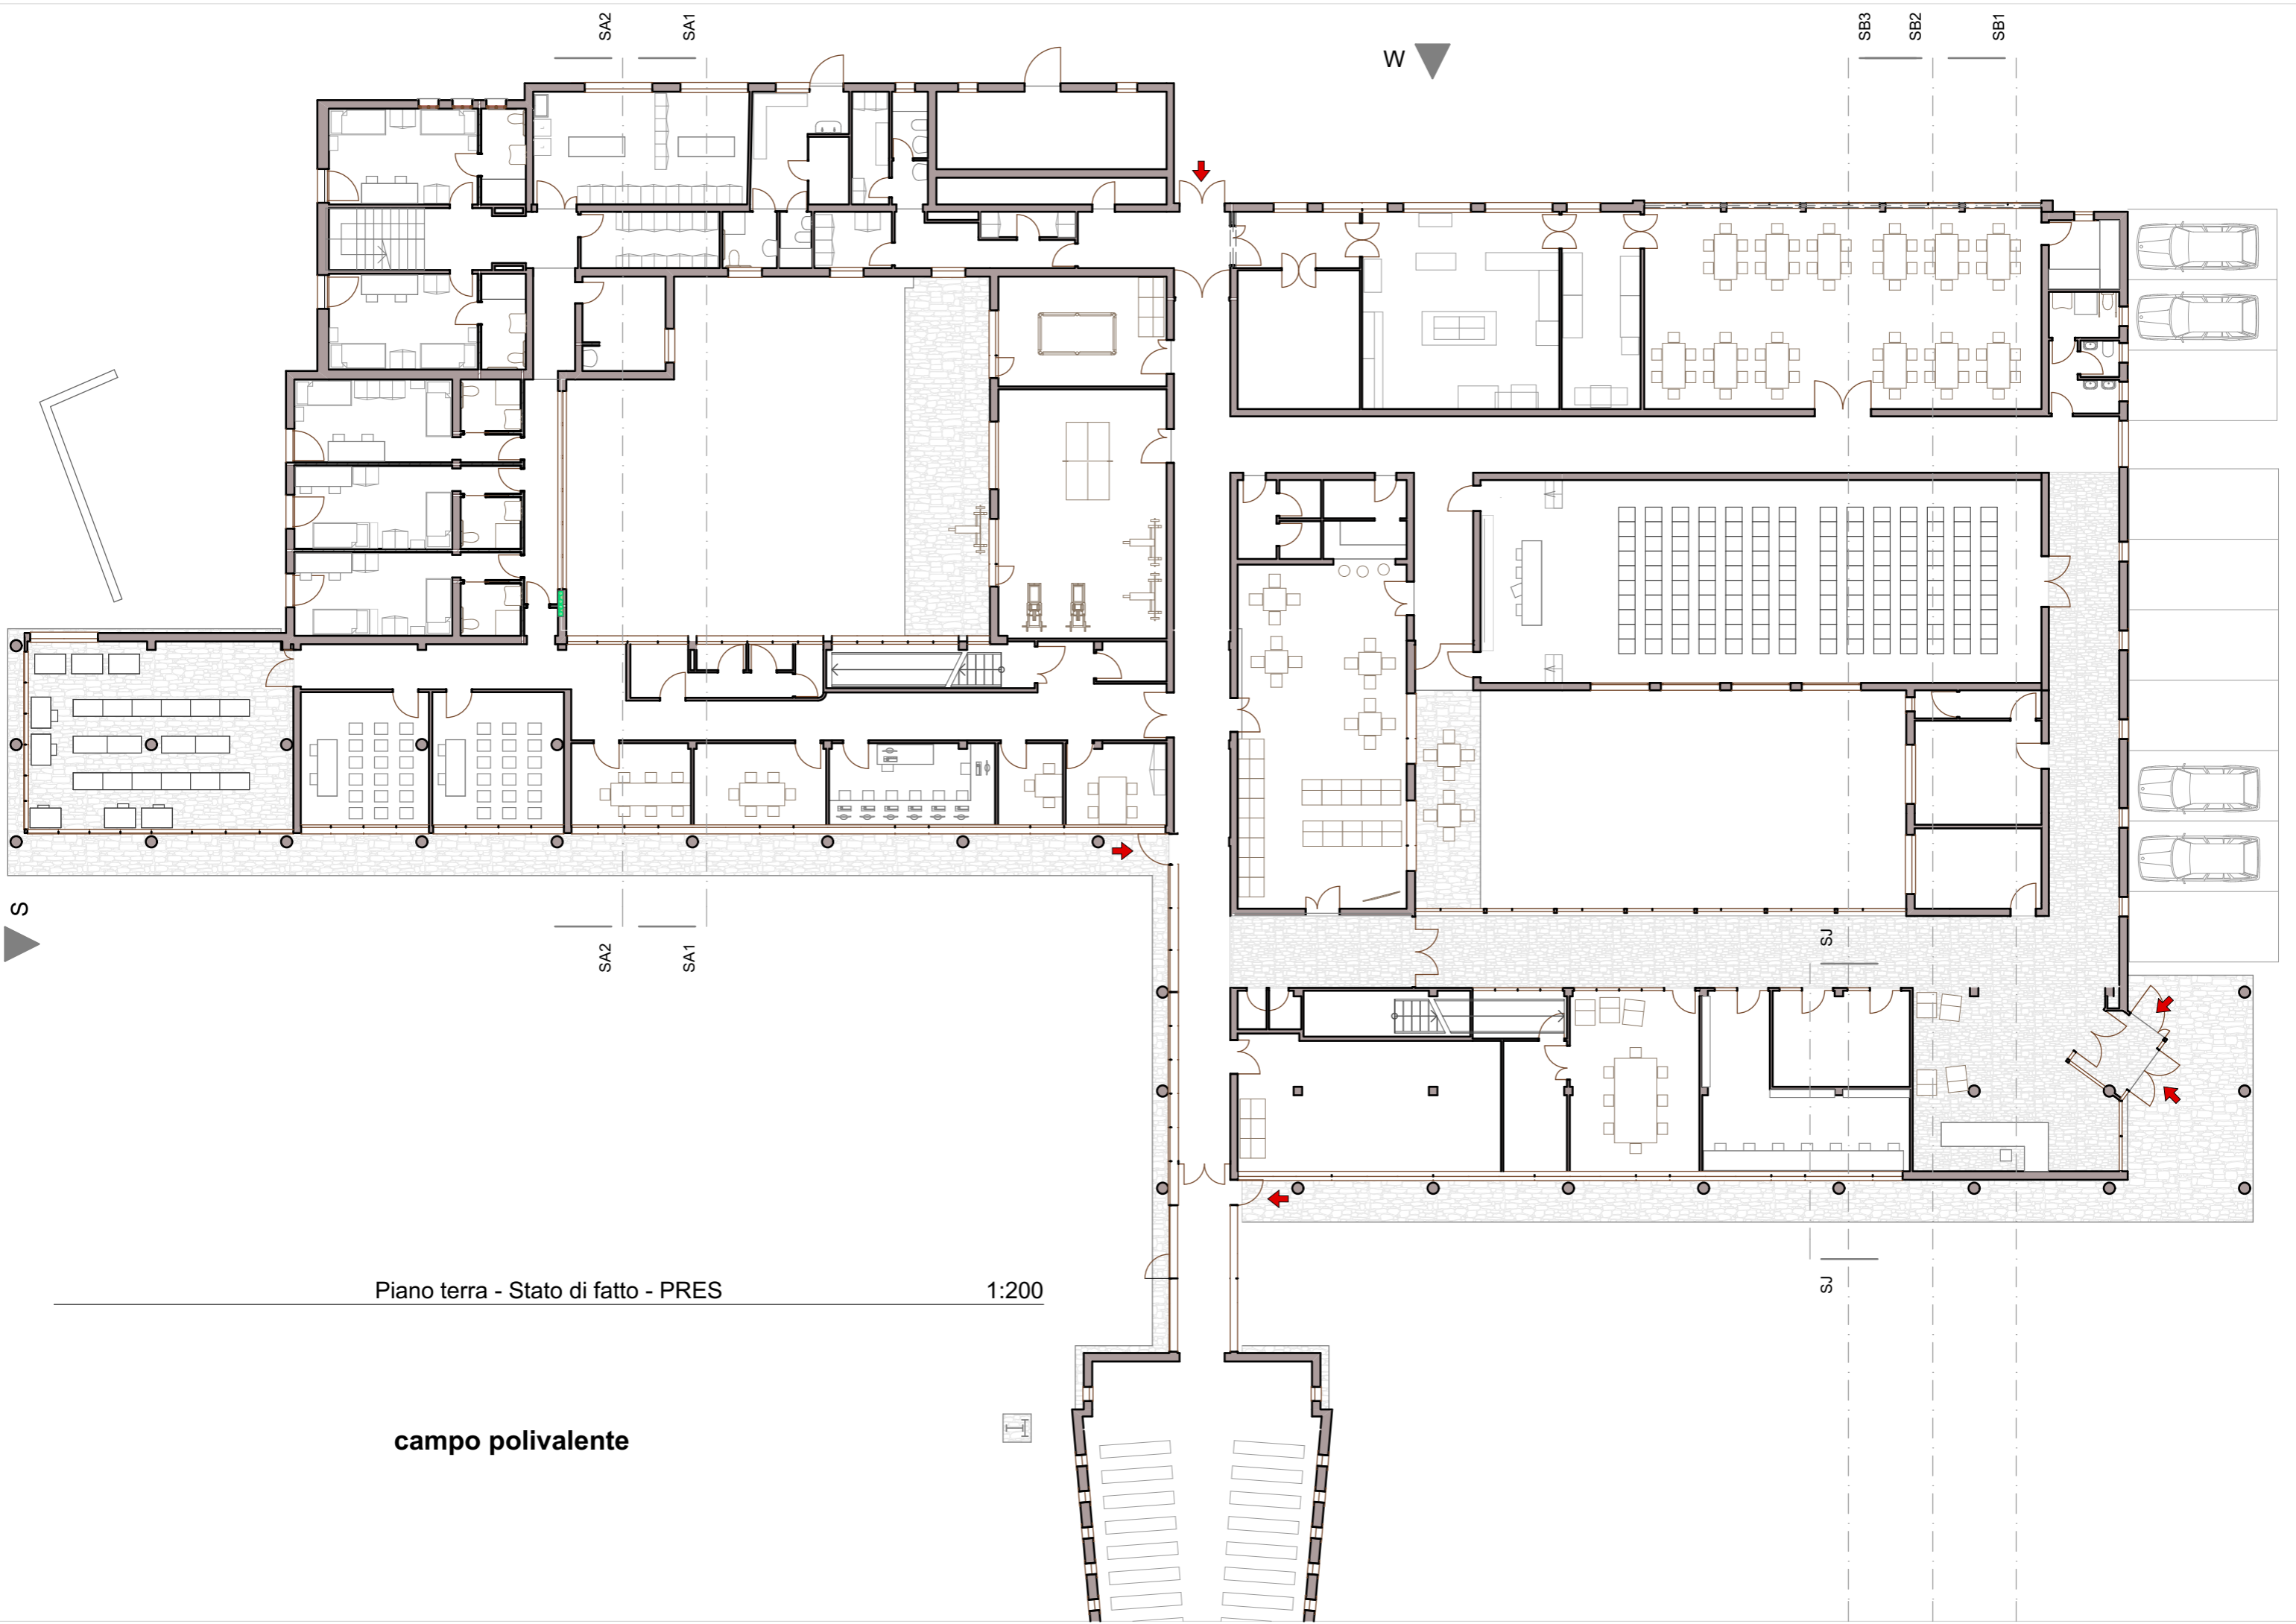 SA2
SA1
SB3
SB2
SB1
W
S
SA2
SA1
SJ
SJ
Piano terra - Stato di fatto - PRES 1:200
campo polivalente